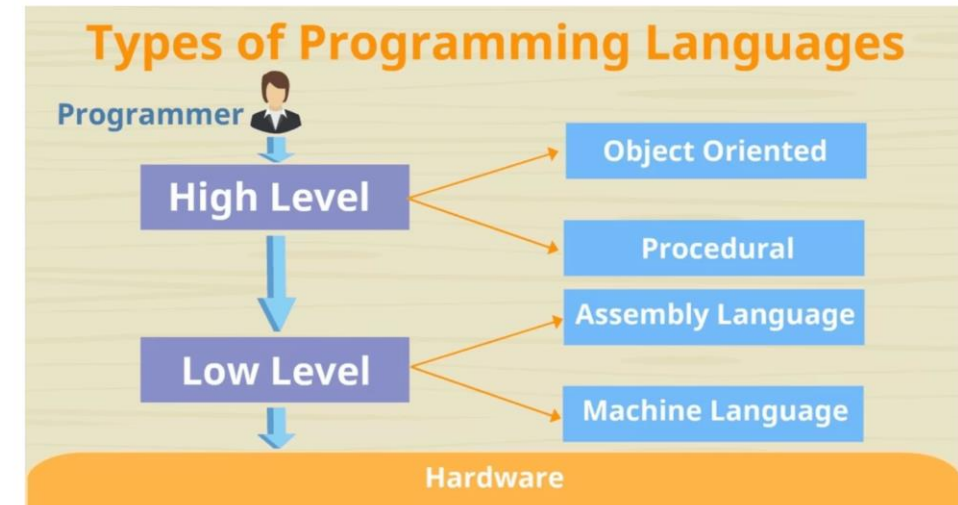 Types of Programming Languages
Programmer
High Level
Object Oriented
Procedural
Low Level
Assembly Language
Machine Language
Hardware